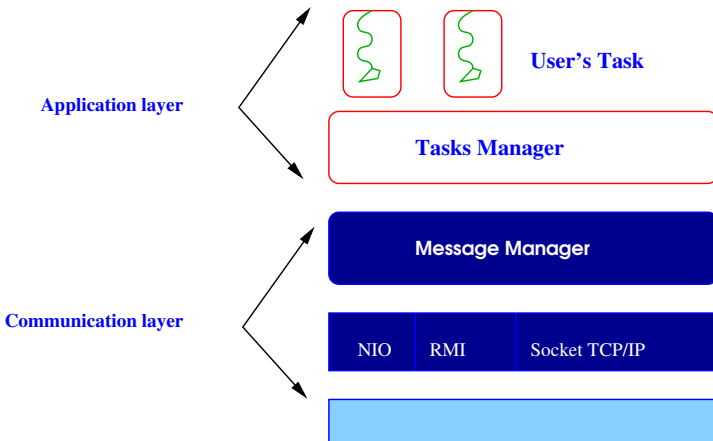 User's Task
Application layer
Tasks Manager
Message Manager
Communication layer
NIO RMI Socket TCP/IP